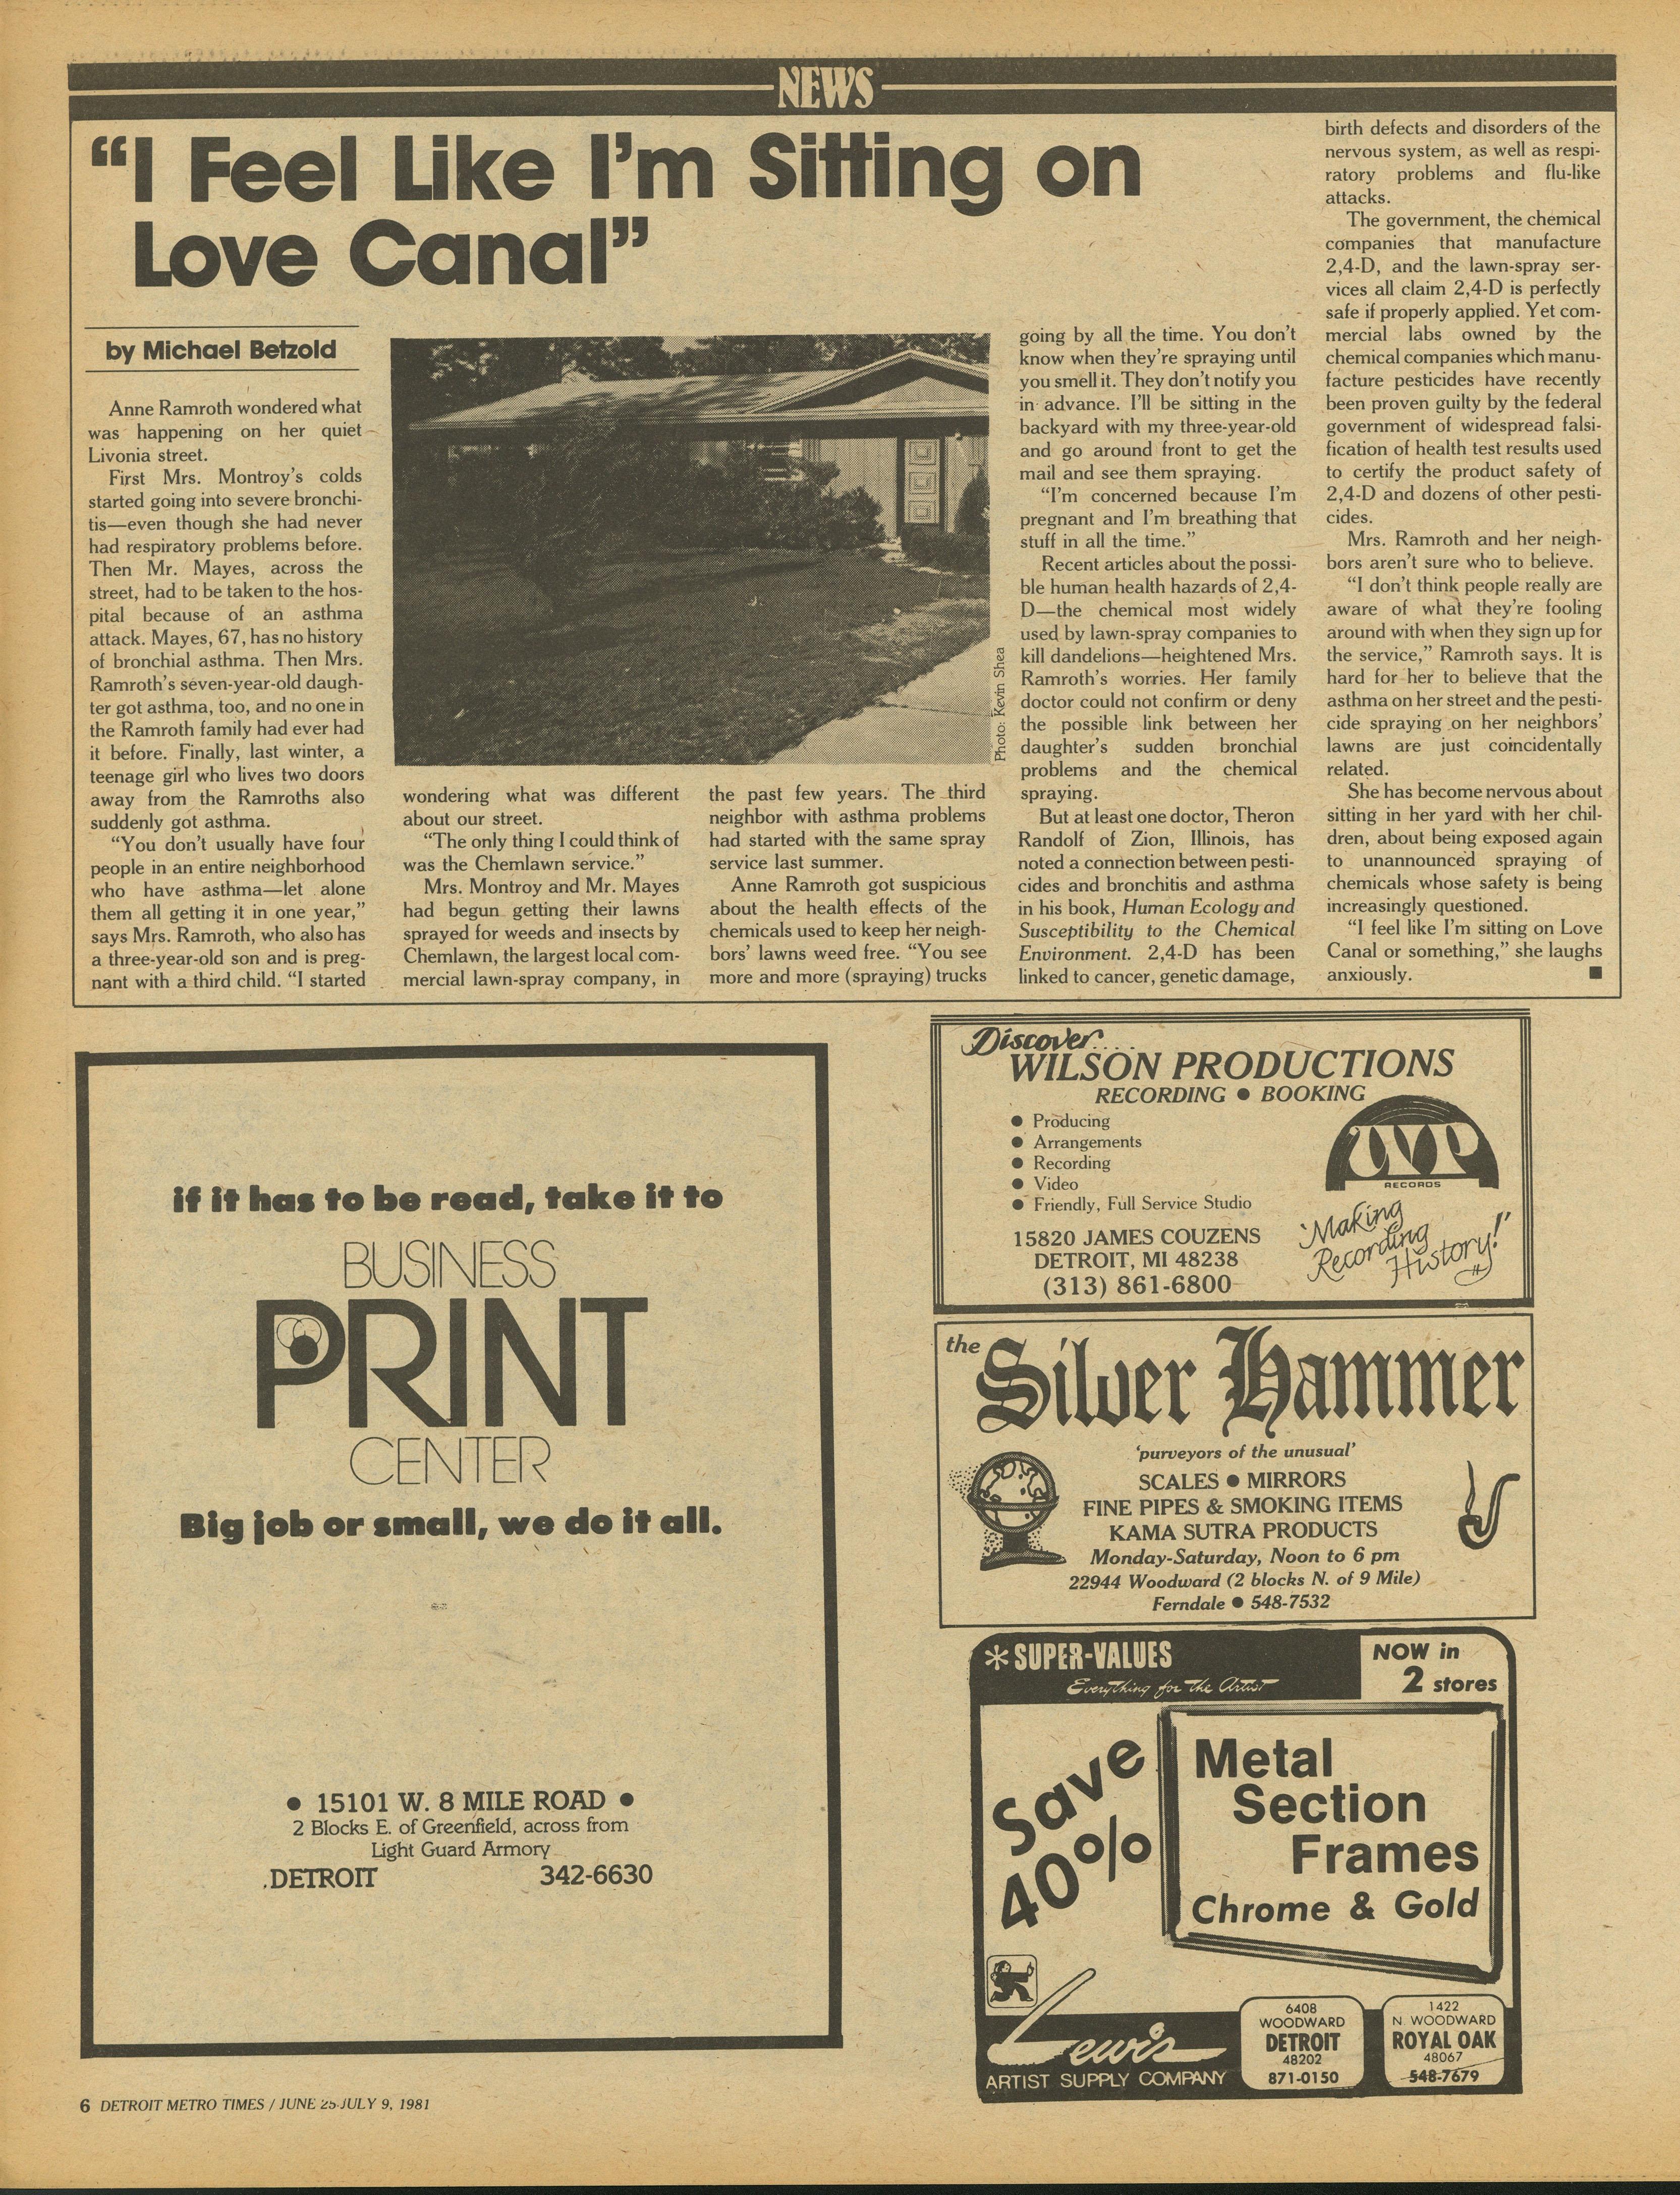 NEWS
“I Feel Like I’m Sitting on
Love Canal”
by Michael Betzold
Anne Ramroth wondered what
was happening on her quiet
Livonia street.
First Mrs. Montroy’s colds
started going into severe bronchi-
tis—even though she had never
had respiratory problems before.
Then Mr. Mayes, across the
street, had to be taken to the hos-
pital because of an asthma
attack. Mayes, 67, has no history
of bronchial asthma. Then Mrs.
Ramroth’s seven-year-old daugh-
ter got asthma, too, and no one in
the Ramroth family had ever had
it before. Finally, last winter, a
teenage girl who lives two doors
away from the Ramroths also
suddenly got asthma.
“You don’t usually have four
people in an entire neighborhood
who have asthma—let alone
them all getting it in one year,”
says Mrs. Ramroth, who also has
a three-year-old son and is preg-
nant with a third child. “I started
Photo: Kevin Shea
wondering what was different
about our street.
“The only thing I could think of
was the Chemlawn service.”
Mrs. Montroy and Mr. Mayes
had begun getting their lawns
sprayed for weeds and insects by
Chemlawn, the largest local com-
mercial lawn-spray company, in
the past few years. The third
neighbor with asthma problems
had started with the same spray
service last summer.
Anne Ramroth got suspicious
about the health effects of the
chemicals used to keep her neigh-
bors’ lawns weed free. “You see
more and more (spraying) trucks
going by all the time. You don’t
know when they’re spraying until
you smell it. They don’t notify you
in advance. I’ll be sitting in the
backyard with my three-year-old
and go around front to get the
mail and see them spraying.
“I’m concerned because I’m
pregnant and I’m breathing that
stuff in all the time.”
Recent articles about the possi-
ble human health hazards of 2,4-
D—the chemical most widely
used by lawn-spray companies to
kill dandelions—heightened Mrs.
Ramroth’s worries. Her family
doctor could not confirm or deny
the possible link between her
daughter’s sudden bronchial
problems and the chemical
spraying.
But at least one doctor, Theron
Randolf of Zion, Illinois, has
noted a connection between pesti-
cides and bronchitis and asthma
in his book, Human Ecology and
Susceptibility to the Chemical
Environment. 2,4-D has been
linked to cancer, genetic damage,
birth defects and disorders of the
nervous system, as well as respi-
ratory problems and flu-like
attacks.
The government, the chemical
companies that manufacture
2,4-D, and the lawn-spray ser-
vices all claim 2,4-D is perfectly
safe if properly applied. Yet com-
mercial labs owned by the
chemical companies which manu-
facture pesticides have recently
been proven guilty by the federal
government of widespread falsi-
fication of health test results used
to certify the product safety of
2,4-D and dozens of other pesti-
cides.
Mrs. Ramroth and her neigh-
bors aren’t sure who to believe.
“I don’t think people really are
aware of what they’re fooling
around with when they sign up for
the service,” Ramroth says. It is
hard for her to believe that the
asthma on her street and the pesti-
cide spraying on her neighbors’
lawns are just coincidentally
related.
She has become nervous about
sitting in her yard with her chil-
dren, about being exposed again
to unannounced spraying of
chemicals whose safety is being
increasingly questioned.
“I feel like I’m sitting on Love
Canal or something,” she laughs
anxiously. ■
if it has to be read, take it to
BUSINESS
PRINT
CENTER
Big job or small, we do it all.
● 15101 W. 8 MILE ROAD ●
2 Blocks E. of Greenfield, across from
Light Guard Armory
DETROIT 342-6630
Discover....
WILSON PRODUCTIONS
RECORDING ● BOOKING
● Producing
● Arrangements
● Recording
● Video
● Friendly, Full Service Studio
15820 JAMES COUZENS
DETROIT, MI 48238
(313) 861-6800
WP
RECORDS
‘Making
Recording
History!’
the
Silver Hammer
‘purveyors of the unusual’
SCALES ● MIRRORS
FINE PIPES & SMOKING ITEMS
KAMA SUTRA PRODUCTS
Monday-Saturday, Noon to 6 pm
22944 Woodward (2 blocks N. of 9 Mile)
Ferndale ● 548-7532
* SUPER-VALUES
Everything for the Artist
NOW in
2 stores
Save
40%
Metal
Section
Frames
Chrome & Gold
Lewis
ARTIST SUPPLY COMPANY
6408
WOODWARD
DETROIT
48202
871-0150
1422
N. WOODWARD
ROYAL OAK
48067
548-7679
6 DETROIT METRO TIMES / JUNE 25-JULY 9, 1981